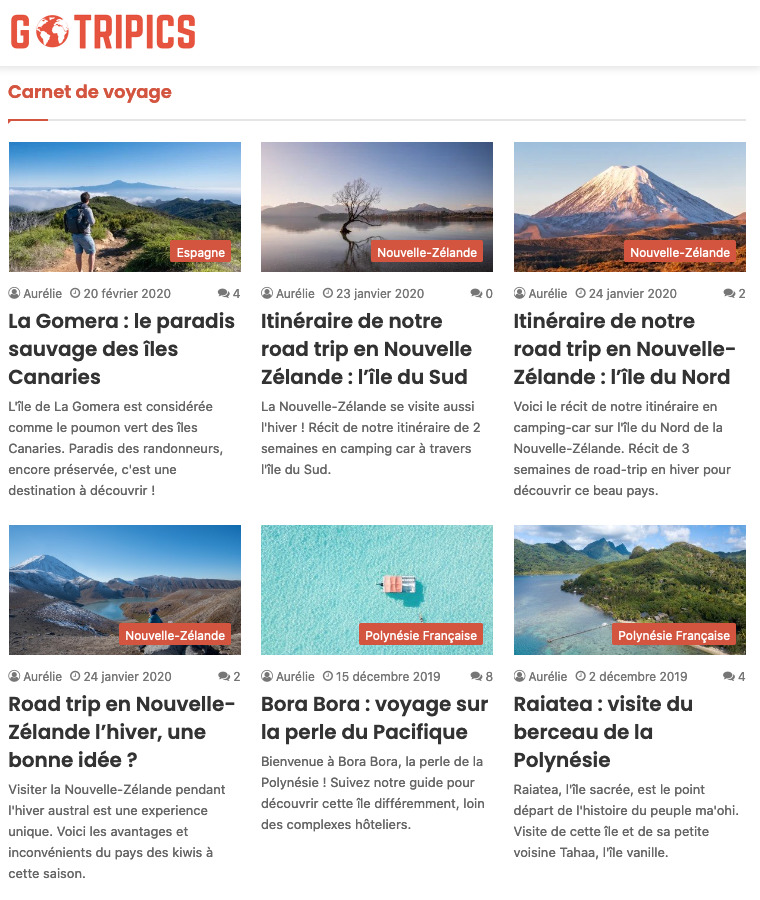 GOTRIPICS
Carnet de voyage
Espagne
Aurélie 20 février 2020 4
La Gomera : le paradis
sauvage des îles
Canaries
L'île de La Gomera est considérée
comme le poumon vert des îles
Canaries. Paradis des randonneurs,
encore préservée, c'est une
destination à découvrir !
Nouvelle-Zélande
Aurélie 23 janvier 2020 0
Itinéraire de notre
road trip en Nouvelle
Zélande : l’île du Sud
La Nouvelle-Zélande se visite aussi
l'hiver ! Récit de notre itinéraire de 2
semaines en camping car à travers
l'île du Sud.
Nouvelle-Zélande
Aurélie 24 janvier 2020 2
Itinéraire de notre
road trip en Nouvelle-
Zélande : l’île du Nord
Voici le récit de notre itinéraire en
camping-car sur l'île du Nord de la
Nouvelle-Zélande. Récit de 3
semaines de road-trip en hiver pour
découvrir ce beau pays.
Nouvelle-Zélande
Aurélie 24 janvier 2020 2
Road trip en Nouvelle-
Zélande l’hiver, une
bonne idée ?
Visiter la Nouvelle-Zélande pendant
l'hiver austral est une experience
unique. Voici les avantages et
inconvénients du pays des kiwis à
cette saison.
Polynésie Française
Aurélie 15 décembre 2019 8
Bora Bora : voyage sur
la perle du Pacifique
Bienvenue à Bora Bora, la perle de la
Polynésie ! Suivez notre guide pour
découvrir cette île différemment, loin
des complexes hôteliers.
Polynésie Française
Aurélie 2 décembre 2019 4
Raiatea : visite du
berceau de la
Polynésie
Raiatea, l'île sacrée, est le point
départ de l'histoire du peuple ma'ohi.
Visite de cette île et de sa petite
voisine Tahaa, l'île vanille.